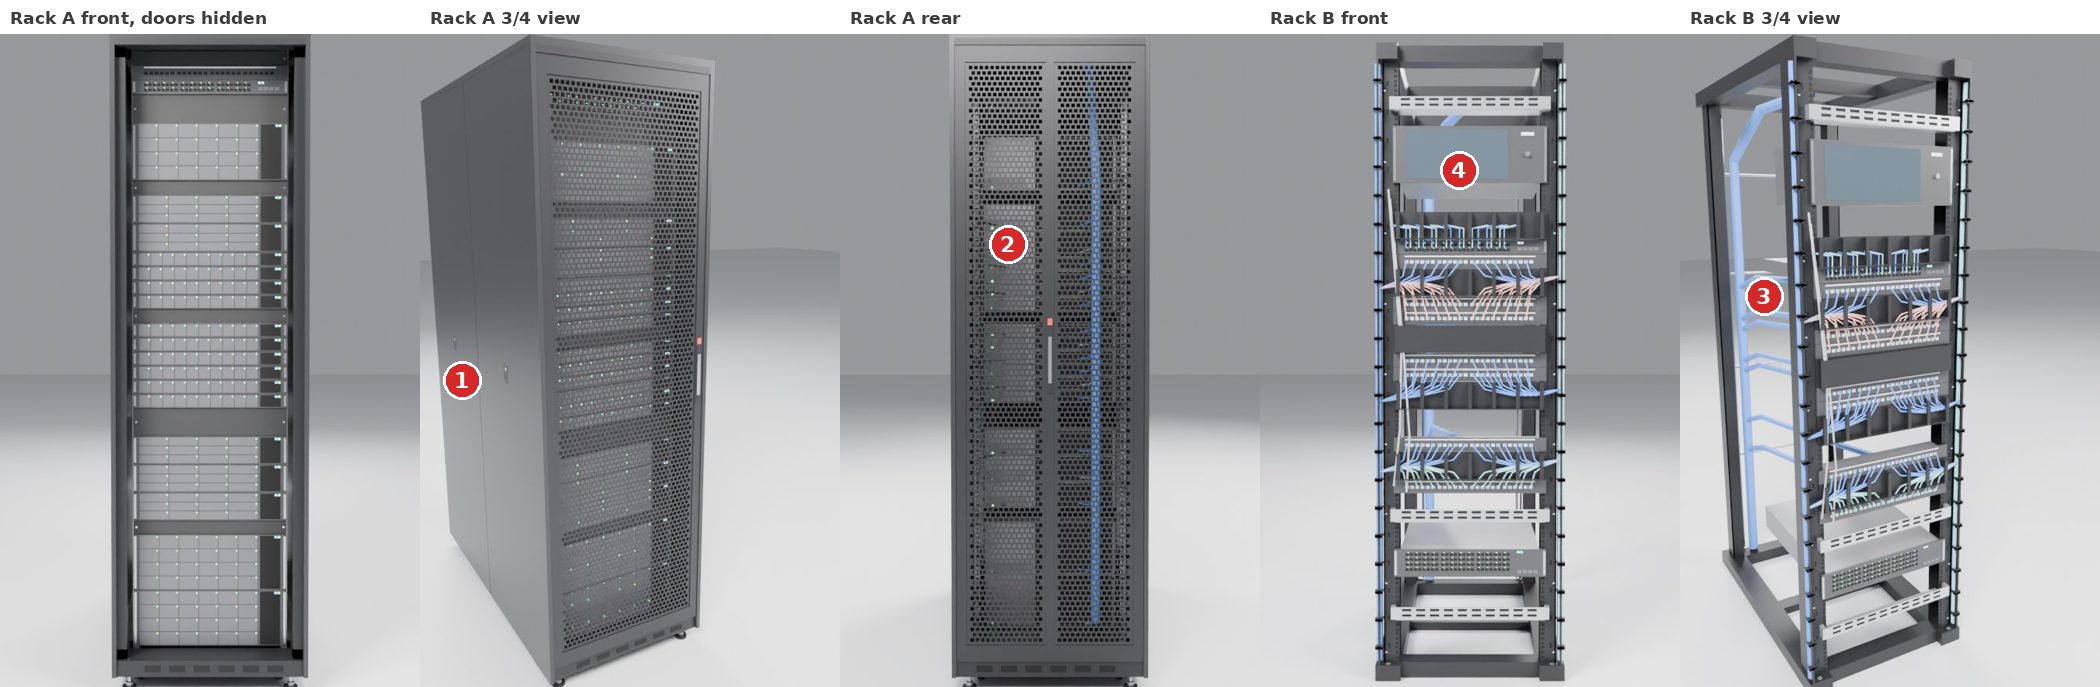 Rack A front, doors hidden
Rack A 3/4 view
Rack A rear
Rack B front
Rack B 3/4 view
1
2
3
4